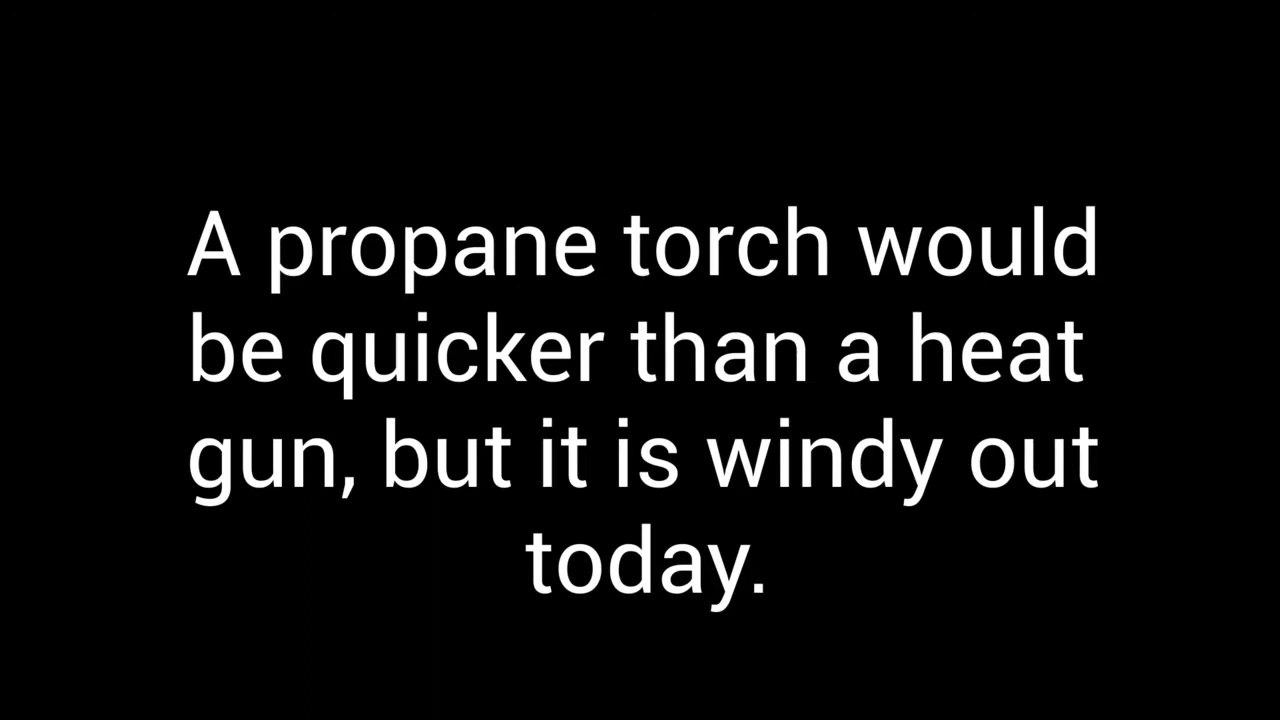 A propane torch would
be quicker than a heat
gun, but it is windy out
today.